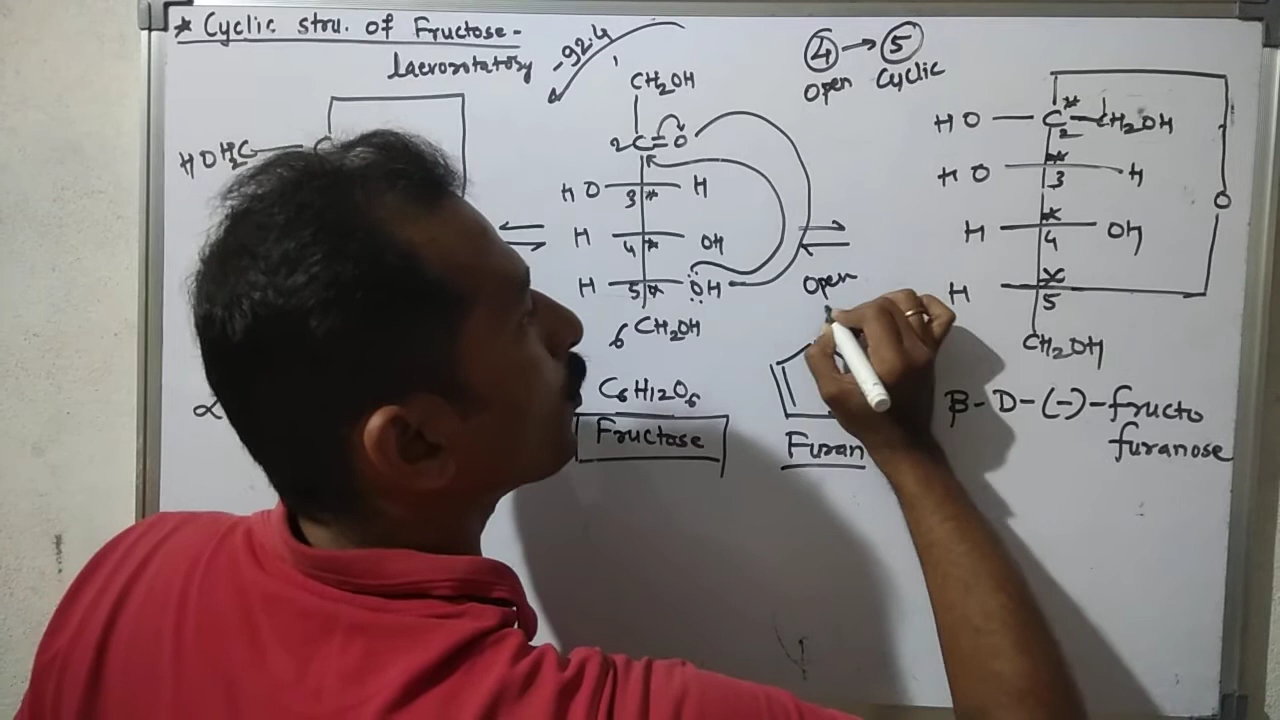 * Cyclic stru. of Fructose -
Laevorotatory
-92.4
4 → 5
Open Cyclic
HOH2C — C
α
CH2OH
2 C = O
HO 3 * H
H 4 * OH
H 5 * OH
6 CH2OH
C6H12O6
Fructose
Open
Furan
HO — C* — CH2OH
2
HO * 3 H
H * 4 OH
O
H * 5
CH2OH
β-D-(-)-fructo
furanose